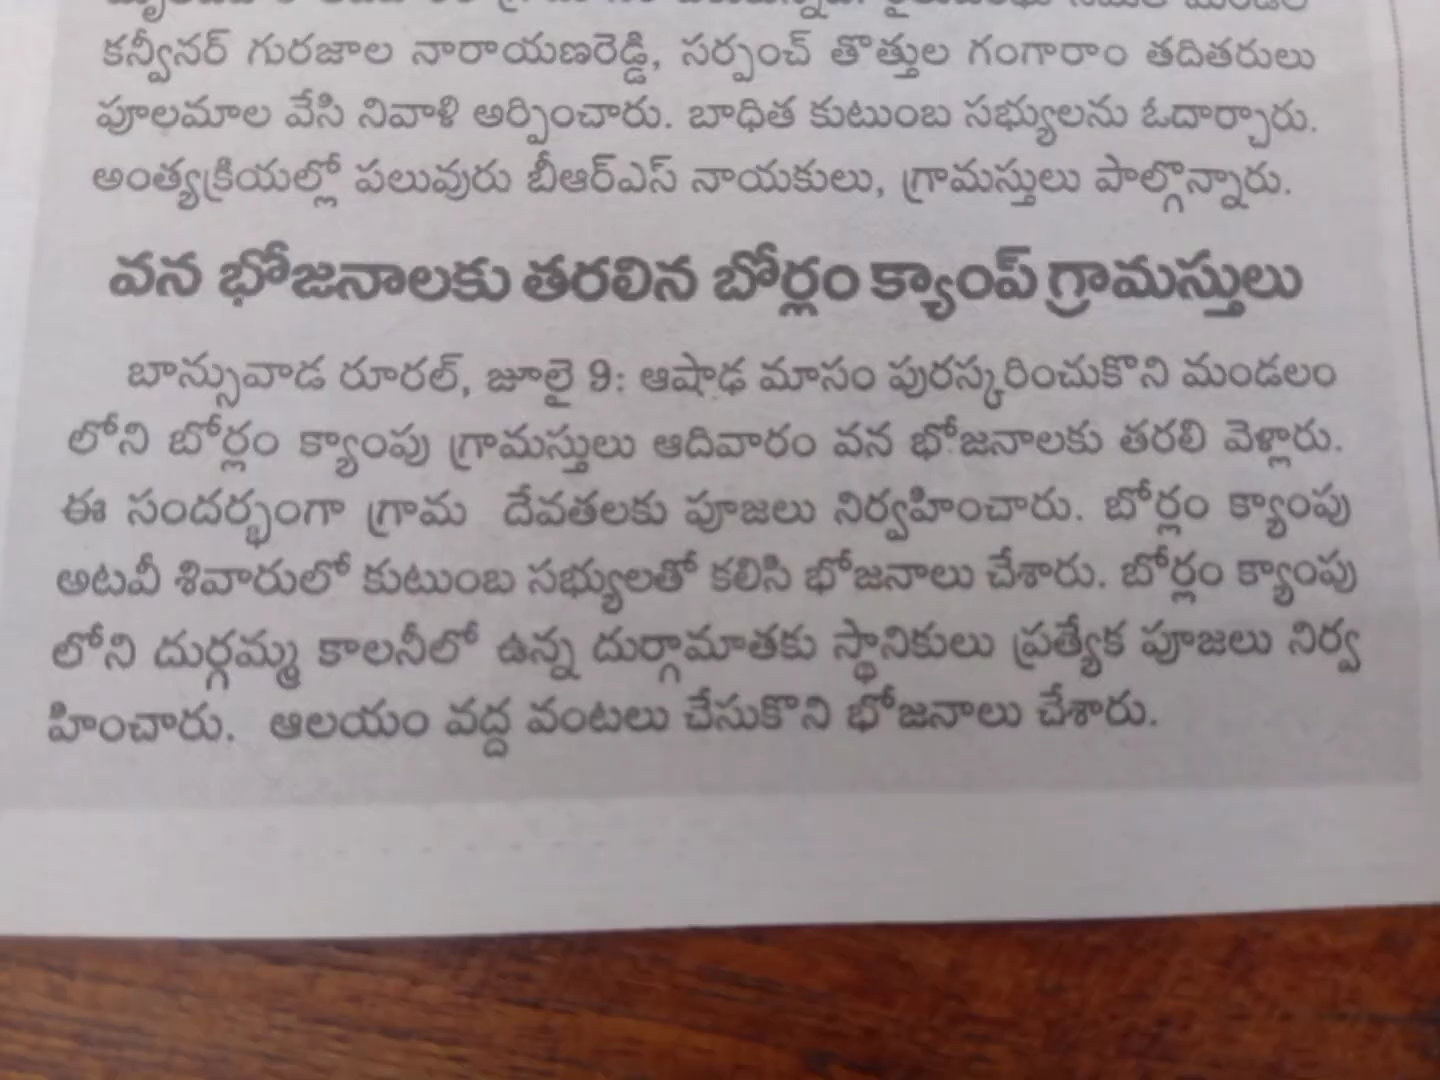 కన్వీనర్ గురజాల నారాయణరెడ్డి, సర్పంచ్ తొత్తుల గంగారాం తదితరులు
పూలమాల వేసి నివాళి అర్పించారు. బాధిత కుటుంబ సభ్యులను ఓదార్చారు.
అంత్యక్రియల్లో పలువురు బీఆర్ఎస్ నాయకులు, గ్రామస్తులు పాల్గొన్నారు.
వన భోజనాలకు తరలిన బోర్లం క్యాంప్ గ్రామస్తులు
బాన్సువాడ రూరల్, జూలై 9: ఆషాఢ మాసం పురస్కరించుకొని మండలం
లోని బోర్లం క్యాంపు గ్రామస్తులు ఆదివారం వన భోజనాలకు తరలి వెళ్లారు.
ఈ సందర్భంగా గ్రామ దేవతలకు పూజలు నిర్వహించారు. బోర్లం క్యాంపు
అటవీ శివారులో కుటుంబ సభ్యులతో కలిసి భోజనాలు చేశారు. బోర్లం క్యాంపు
లోని దుర్గమ్మ కాలనీలో ఉన్న దుర్గామాతకు స్థానికులు ప్రత్యేక పూజలు నిర్వ
హించారు. ఆలయం వద్ద వంటలు చేసుకొని భోజనాలు చేశారు.